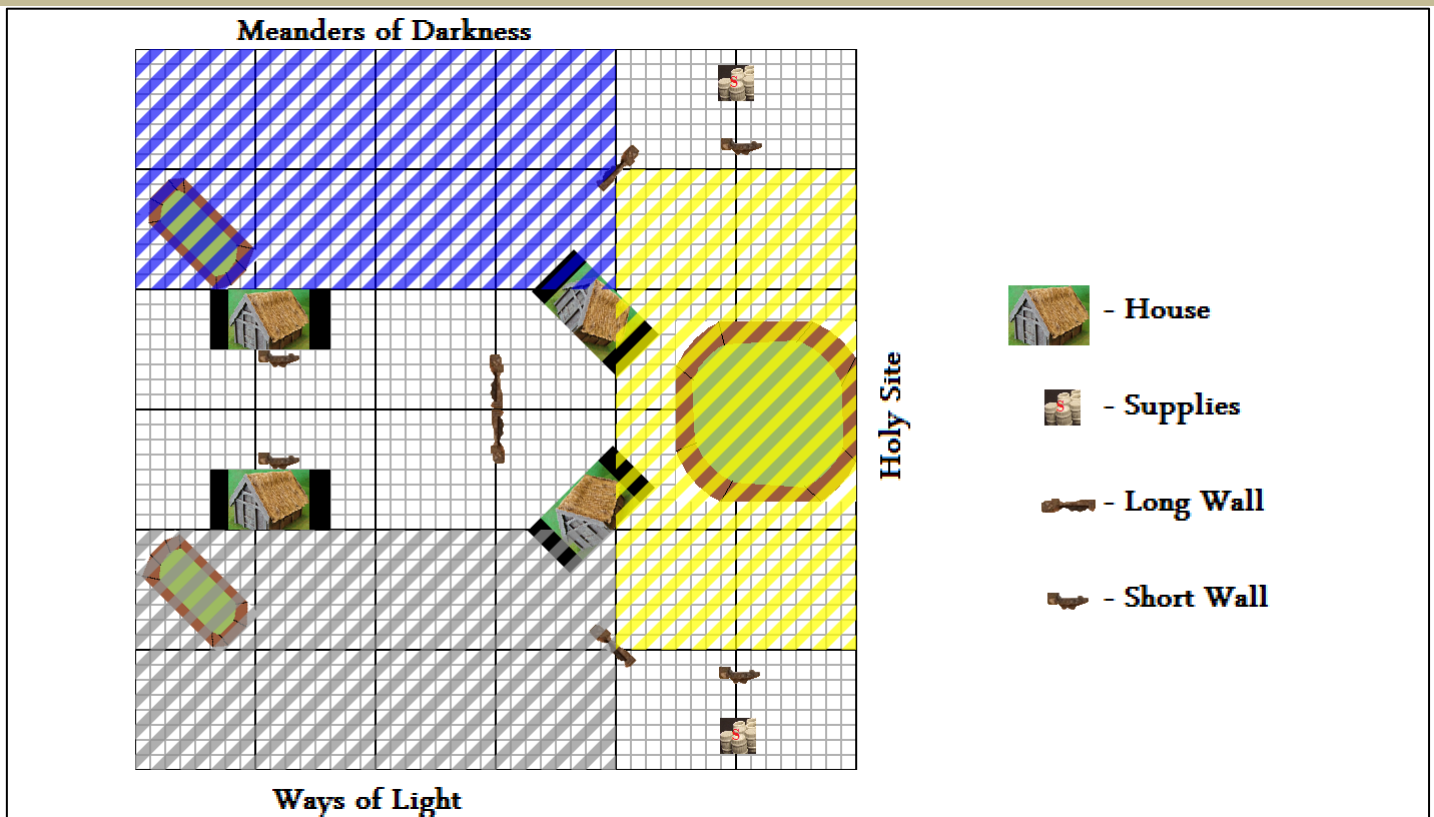 Meanders of Darkness
S
- House
Holy Site
- Supplies
S
- Long Wall
- Short Wall
S
Ways of Light